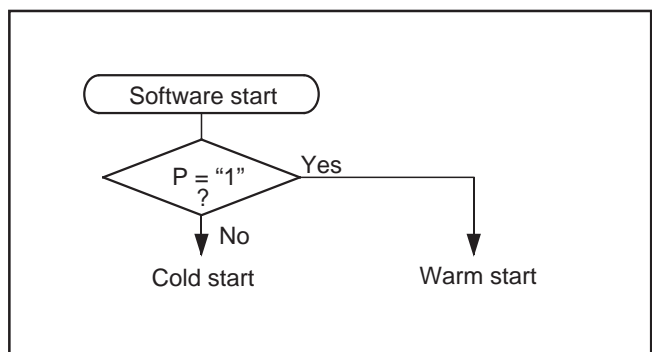 Software start
P = “1”
?
Yes
No
Cold start
Warm start